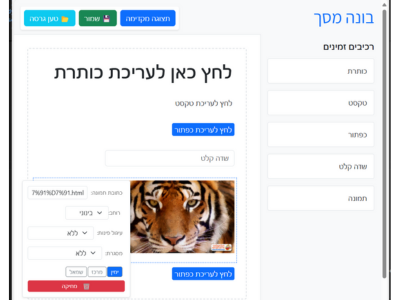 בונה מסך
תצוגה מקדימה
שמור
טען גרסה
רכיבים זמינים
כותרת
טקסט
כפתור
שדה קלט
תמונה
לחץ כאן לעריכת כותרת
לחץ לעריכת טקסט
לחץ לעריכת כפתור
שדה קלט
כתובת תמונה: 7%91%D7%91.html
רוחב: בינוני
עיגול פינות: ללא
מסגרת: ללא
ימין מרכז שמאל
מחיקה
לחץ לעריכת כפתור